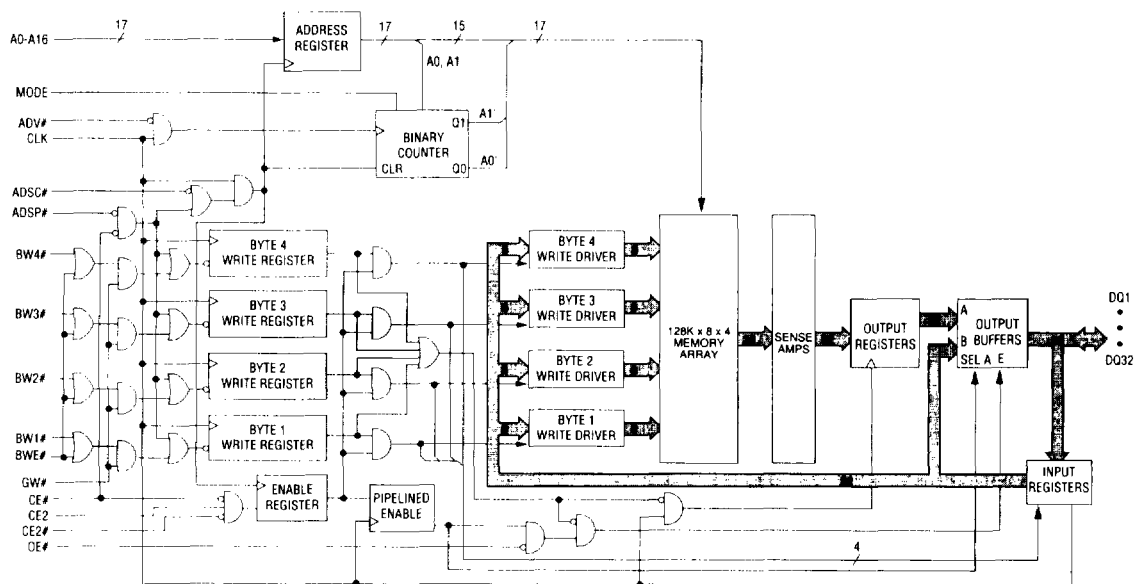 A0-A16
17
ADDRESS
REGISTER
17
15
17
A0, A1
MODE
ADV#
CLK
BINARY
COUNTER
CLR
Q1
Q0
A1'
A0'
ADSC#
ADSP#
BW4#
BW3#
BW2#
BW1#
BWE#
GW#
CE#
CE2
CE2#
OE#
BYTE 4
WRITE REGISTER
BYTE 3
WRITE REGISTER
BYTE 2
WRITE REGISTER
BYTE 1
WRITE REGISTER
ENABLE
REGISTER
PIPELINED
ENABLE
BYTE 4
WRITE DRIVER
BYTE 3
WRITE DRIVER
BYTE 2
WRITE DRIVER
BYTE 1
WRITE DRIVER
128K x 8 x 4
MEMORY
ARRAY
SENSE
AMPS
OUTPUT
REGISTERS
A
OUTPUT
B BUFFERS
SEL A E
DQ1
DQ32
INPUT
REGISTERS
4